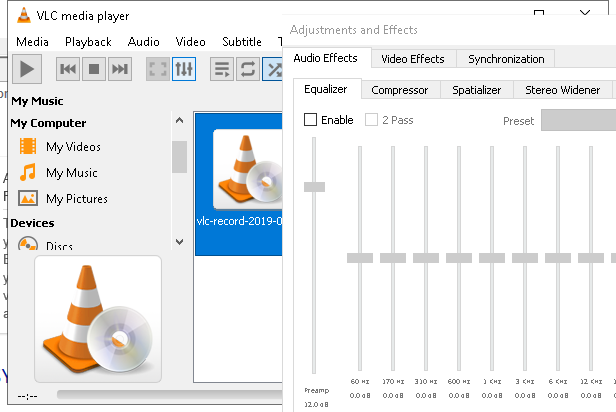 VLC media player
Media Playback Audio Video Subtitle T
My Music
My Computer
My Videos
My Music
My Pictures
Devices
Discs
vlc-record-2019-0
--:--
Adjustments and Effects
Audio Effects Video Effects Synchronization
Equalizer Compressor Spatializer Stereo Widener
Enable 2 Pass Preset
60 Hz 170 Hz 310 Hz 600 Hz 1 KHz 3 KHz 6 KHz 12 KHz
Preamp 0.0 dB 0.0 dB 0.0 dB 0.0 dB 0.0 dB 0.0 dB 0.0 dB 0.0 dB
12.0 dB